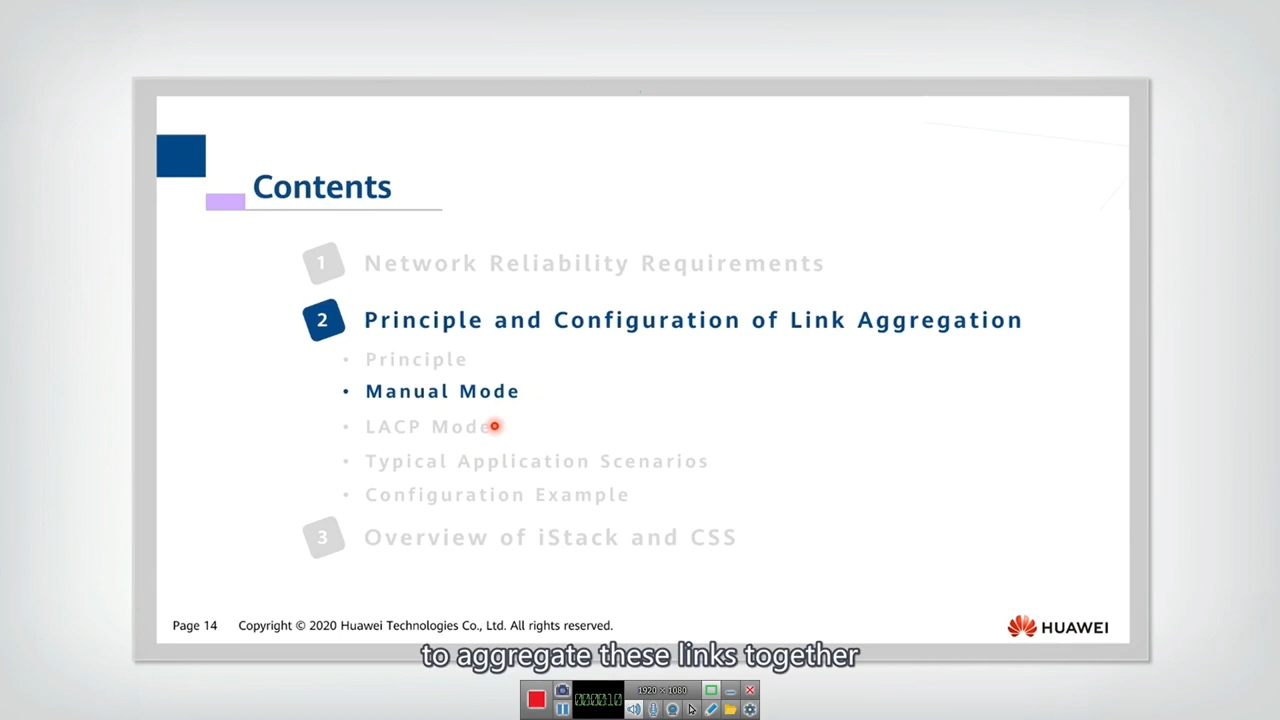 Contents
1 Network Reliability Requirements
2 Principle and Configuration of Link Aggregation
• Principle
• Manual Mode
• LACP Mode
• Typical Application Scenarios
• Configuration Example
3 Overview of iStack and CSS
Page 14 Copyright © 2020 Huawei Technologies Co., Ltd. All rights reserved.
HUAWEI
to aggregate these links together
1920 × 1080